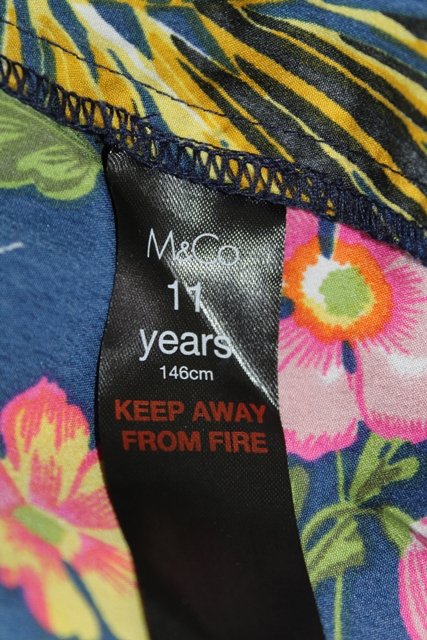 M&Co
11
years
146cm
KEEP AWAY
FROM FIRE